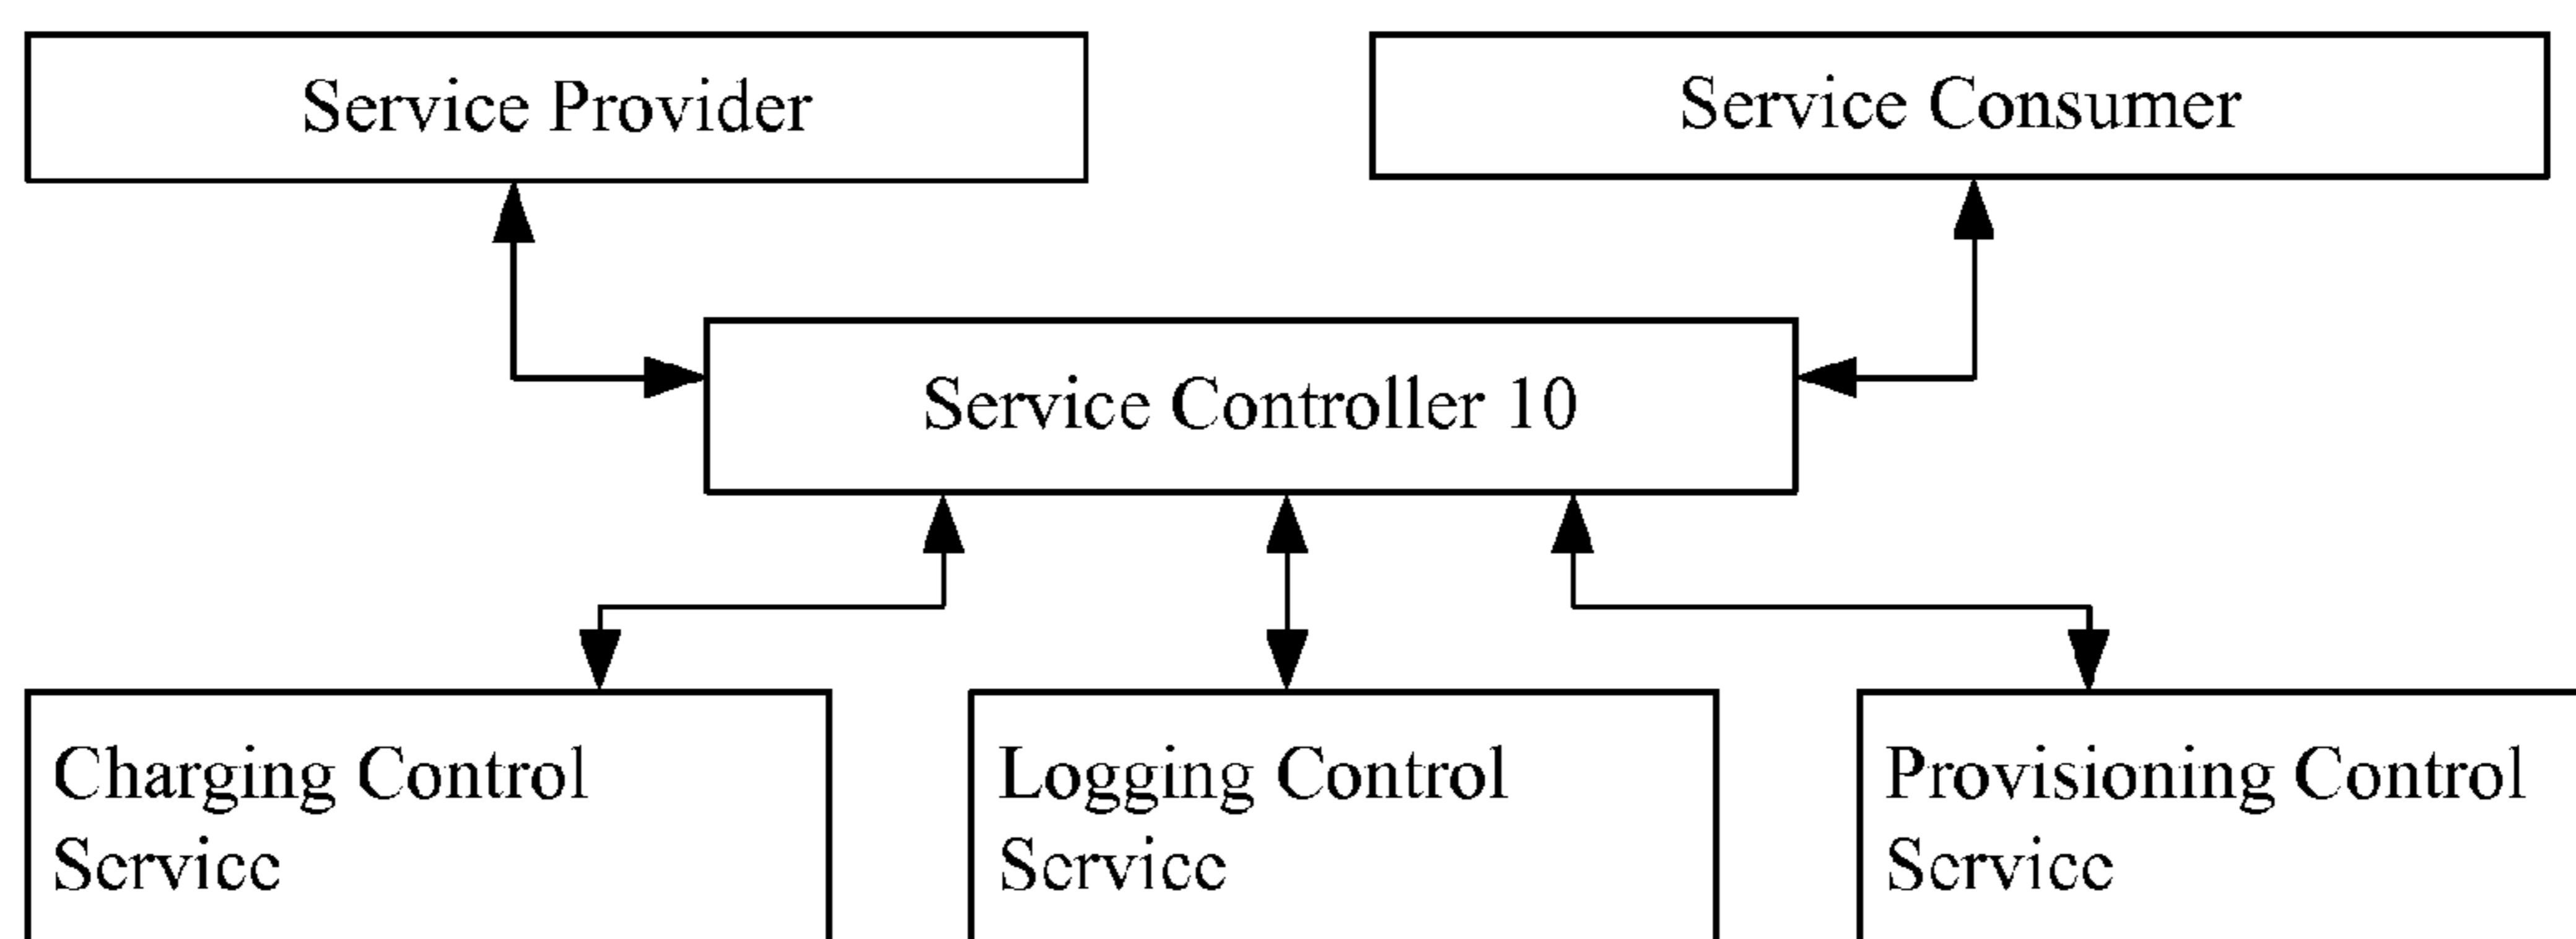 Service Provider
Service Consumer
Service Controller 10
Charging Control
Service
Logging Control
Service
Provisioning Control
Service